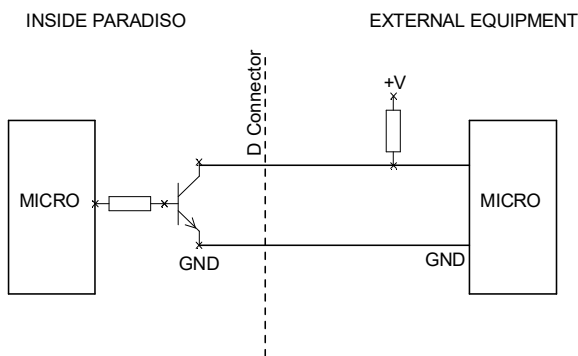 INSIDE PARADISO
EXTERNAL EQUIPMENT
D Connector
+V
MICRO
MICRO
GND
GND